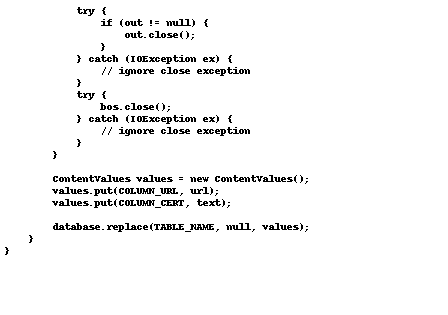 try {
if (out != null) {
out.close();
}
} catch (IOException ex) {
// ignore close exception
}
try {
bos.close();
} catch (IOException ex) {
// ignore close exception
}
}
ContentValues values = new ContentValues();
values.put(COLUMN_URL, url);
values.put(COLUMN_CERT, text);
database.replace(TABLE_NAME, null, values);
}
}